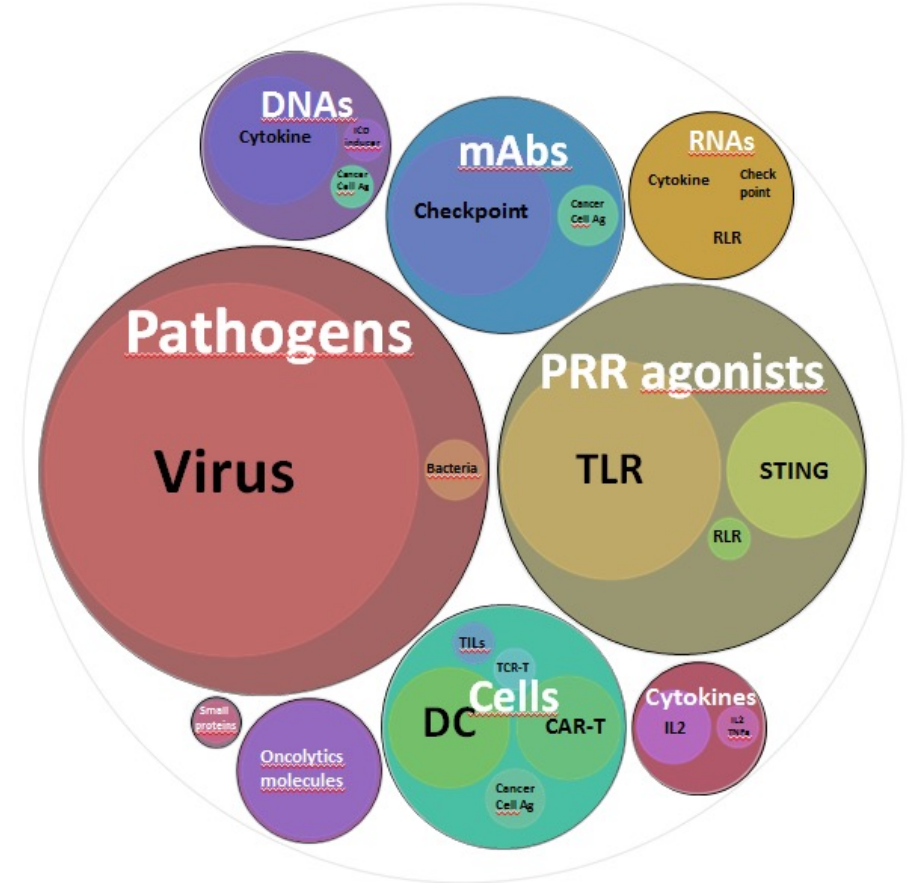 DNAs
Cytokine
ICD
inducer
Cancer
Cell Ag
mAbs
Checkpoint
Cancer
Cell Ag
RNAs
Cytokine
Check
point
RLR
Pathogens
Virus
Bacteria
PRR agonists
TLR
STING
RLR
TILs
TCR-T
Cells
DC
CAR-T
Cancer
Cell Ag
Cytokines
IL2
IL2
TNFa
Small
proteins
Oncolytics
molecules